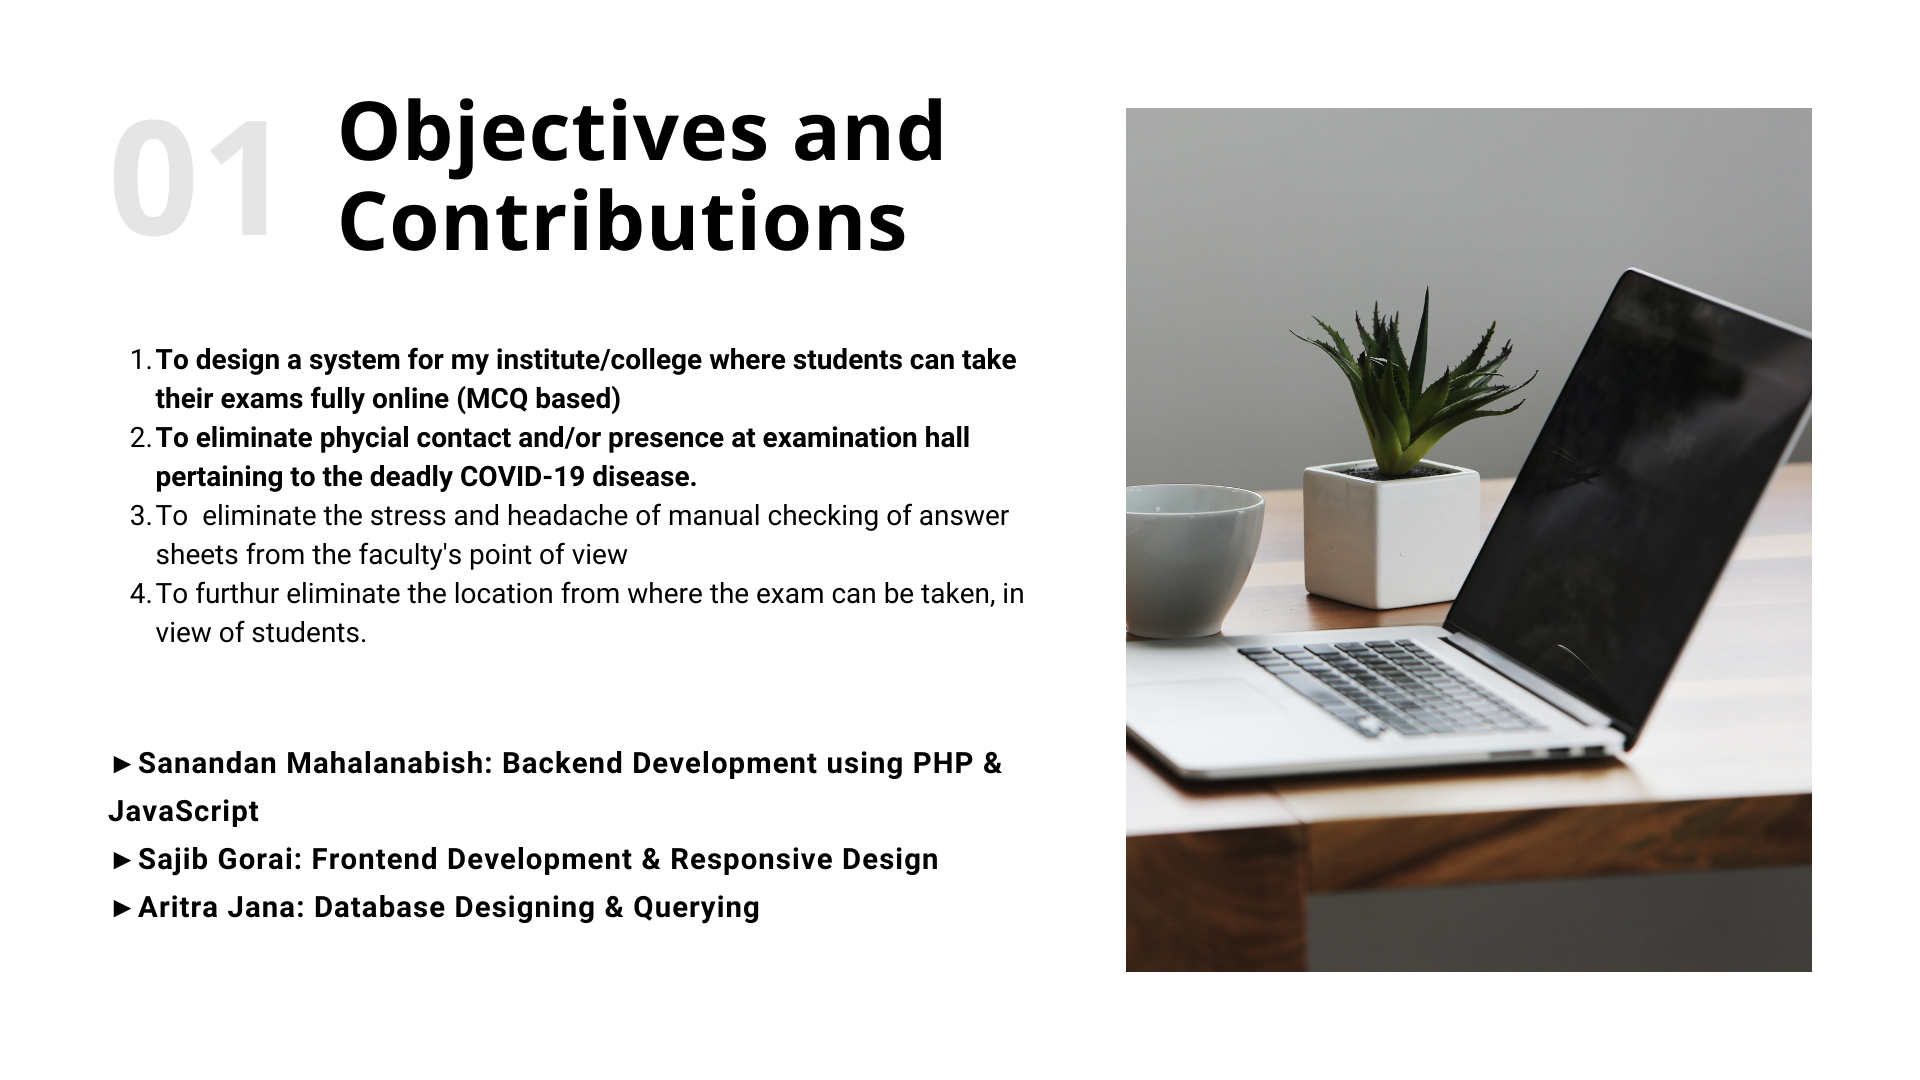 01
Objectives and
Contributions
1. To design a system for my institute/college where students can take
their exams fully online (MCQ based)
2. To eliminate phycial contact and/or presence at examination hall
pertaining to the deadly COVID-19 disease.
3. To  eliminate the stress and headache of manual checking of answer
sheets from the faculty's point of view
4. To furthur eliminate the location from where the exam can be taken, in
view of students.
►Sanandan Mahalanabish: Backend Development using PHP &
JavaScript
►Sajib Gorai: Frontend Development & Responsive Design
►Aritra Jana: Database Designing & Querying